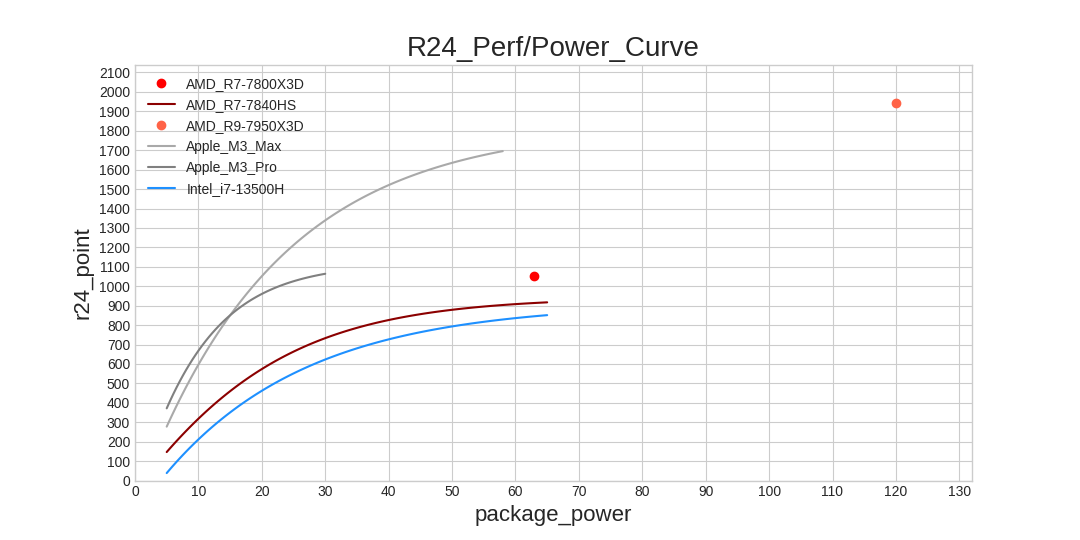 R24_Perf/Power_Curve
r24_point
2100
2000
1900
1800
1700
1600
1500
1400
1300
1200
1100
1000
900
800
700
600
500
400
300
200
100
0
AMD_R7-7800X3D
AMD_R7-7840HS
AMD_R9-7950X3D
Apple_M3_Max
Apple_M3_Pro
Intel_i7-13500H
0 10 20 30 40 50 60 70 80 90 100 110 120 130
package_power